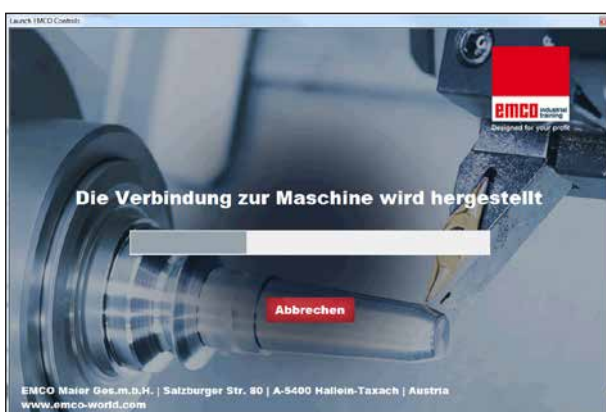 Launch EMCO Controls
emco industrial
training
Designed for your profit
Die Verbindung zur Maschine wird hergestellt
Abbrechen
EMCO Maier Ges.m.b.H. | Salzburger Str. 80 | A-5400 Hallein-Taxach | Austria
www.emco-world.com